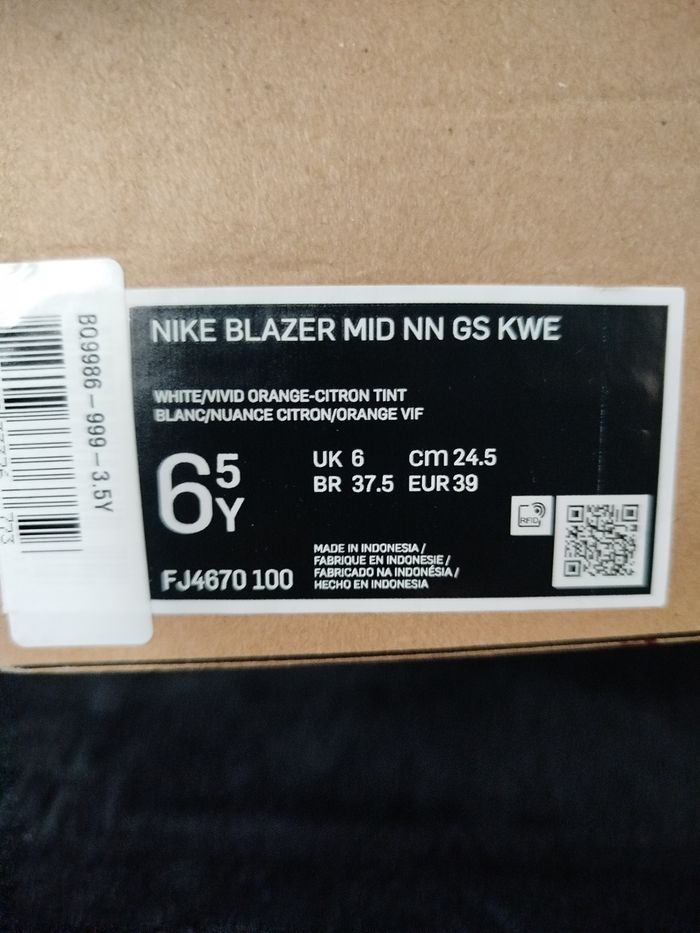 B09986-999-3.5Y
NIKE BLAZER MID NN GS KWE
WHITE/VIVID ORANGE-CITRON TINT
BLANC/NUANCE CITRON/ORANGE VIF
6 5 Y
UK 6 cm 24.5
BR 37.5 EUR 39
RFID
MADE IN INDONESIA /
FABRIQUE EN INDONESIE /
FABRICADO NA INDONÉSIA /
HECHO EN INDONESIA
FJ4670 100